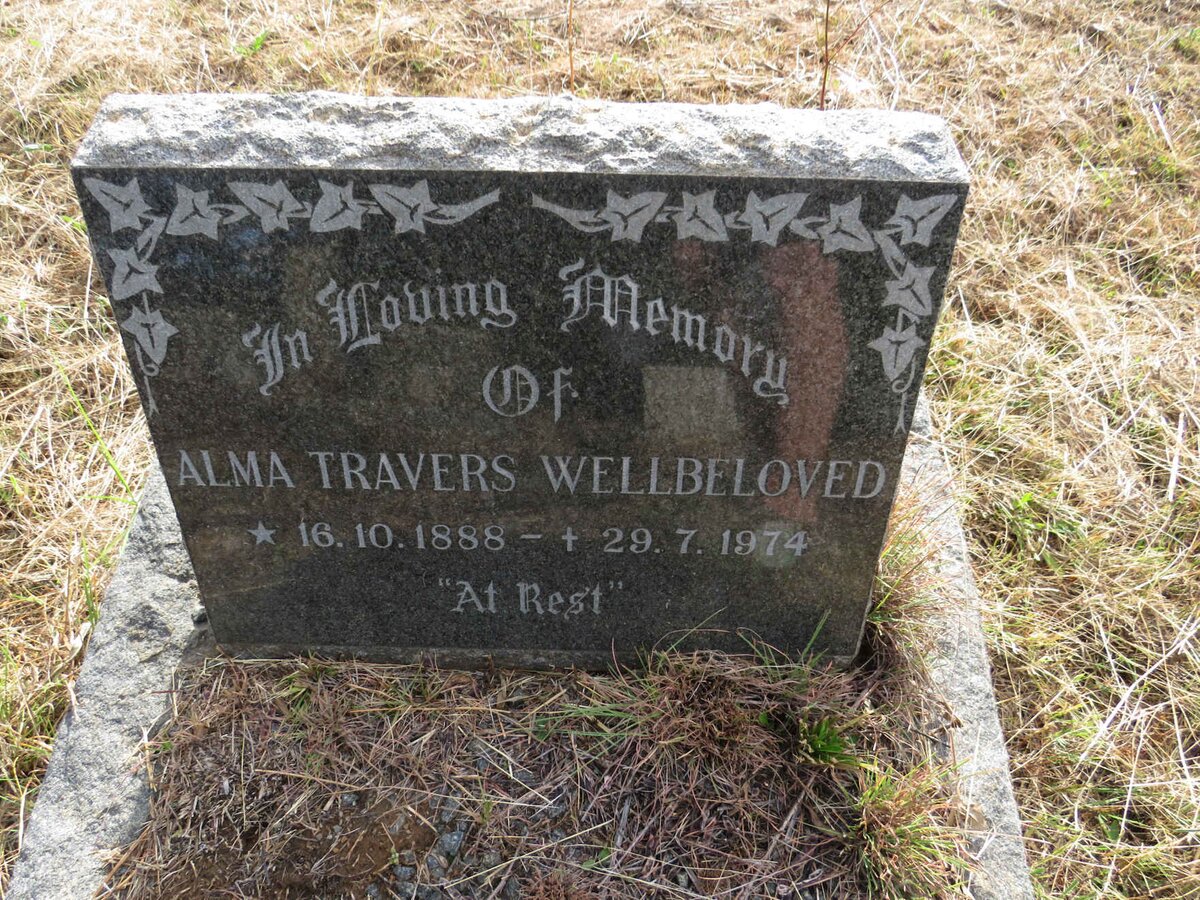 In Loving Memory
Of
ALMA TRAVERS WELLBELOVED
★ 16.10.1888 – † 29.7.1974
"At Rest"